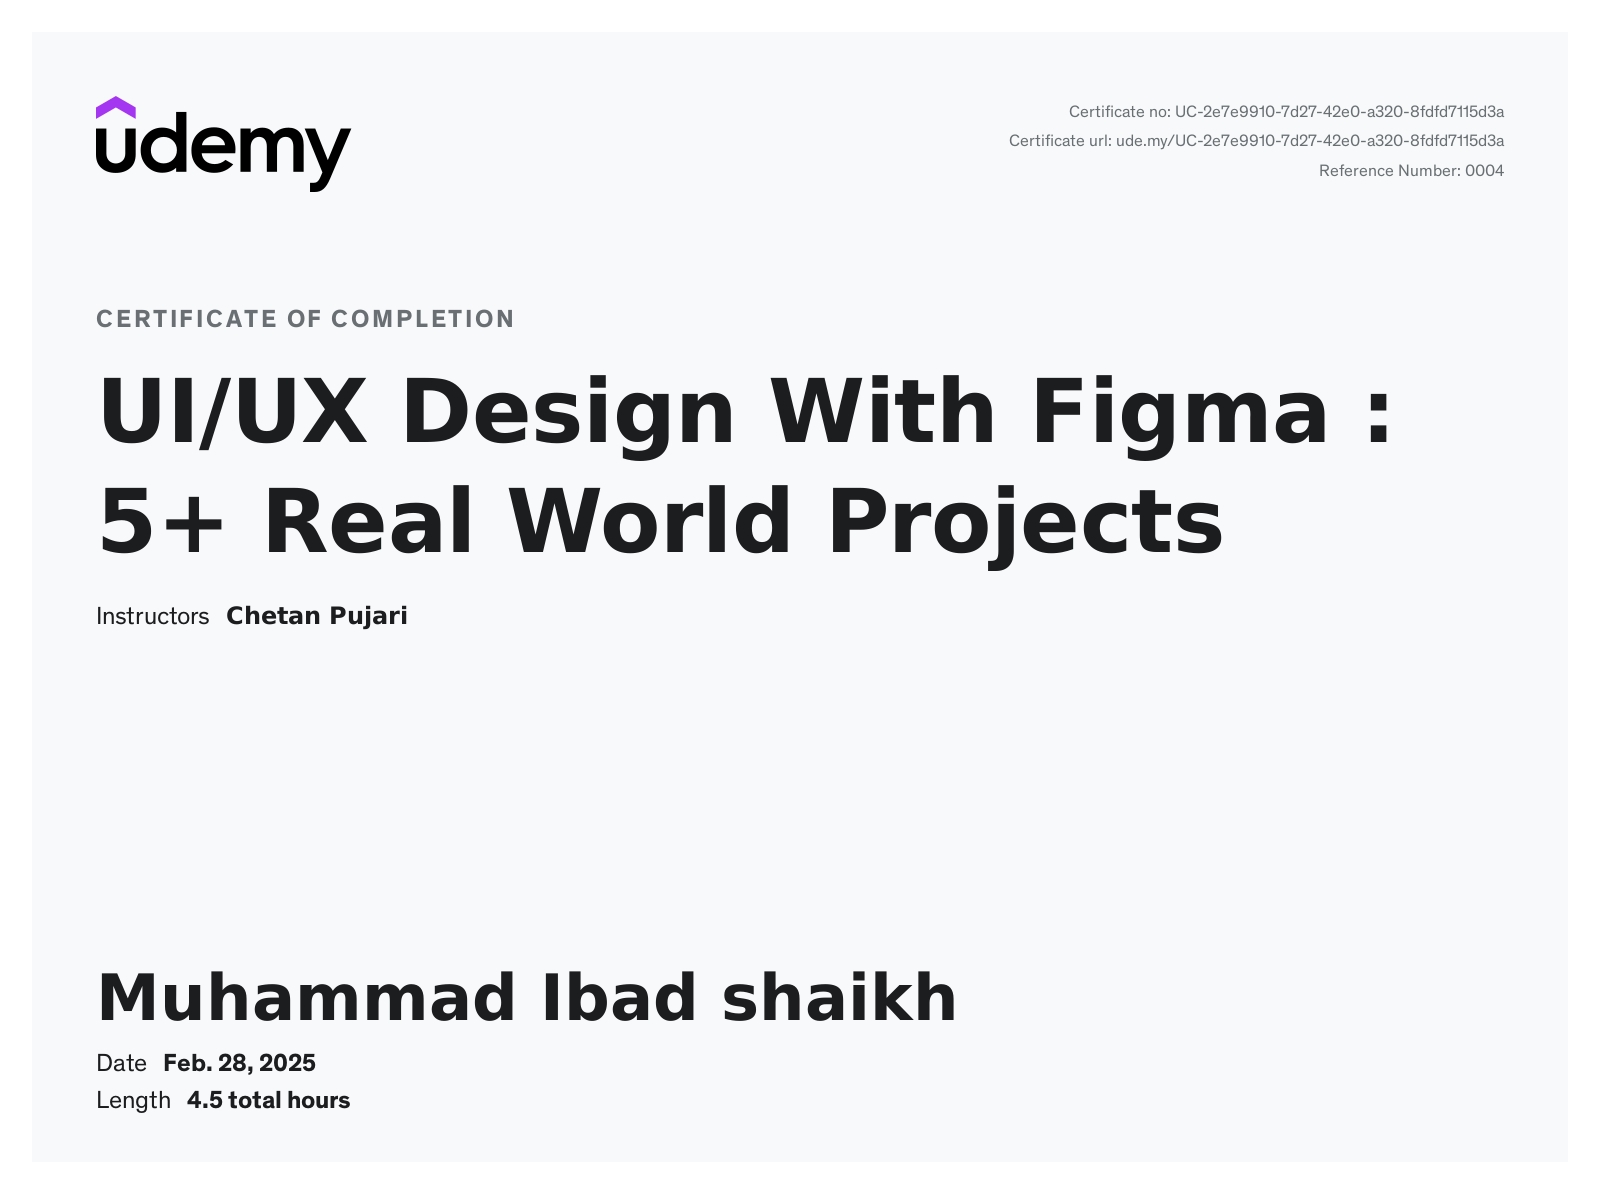 udemy
Certificate no: UC-2e7e9910-7d27-42e0-a320-8fdfd7115d3a
Certificate url: ude.my/UC-2e7e9910-7d27-42e0-a320-8fdfd7115d3a
Reference Number: 0004
CERTIFICATE OF COMPLETION
UI/UX Design With Figma :
5+ Real World Projects
Instructors Chetan Pujari
Muhammad Ibad shaikh
Date Feb. 28, 2025
Length 4.5 total hours